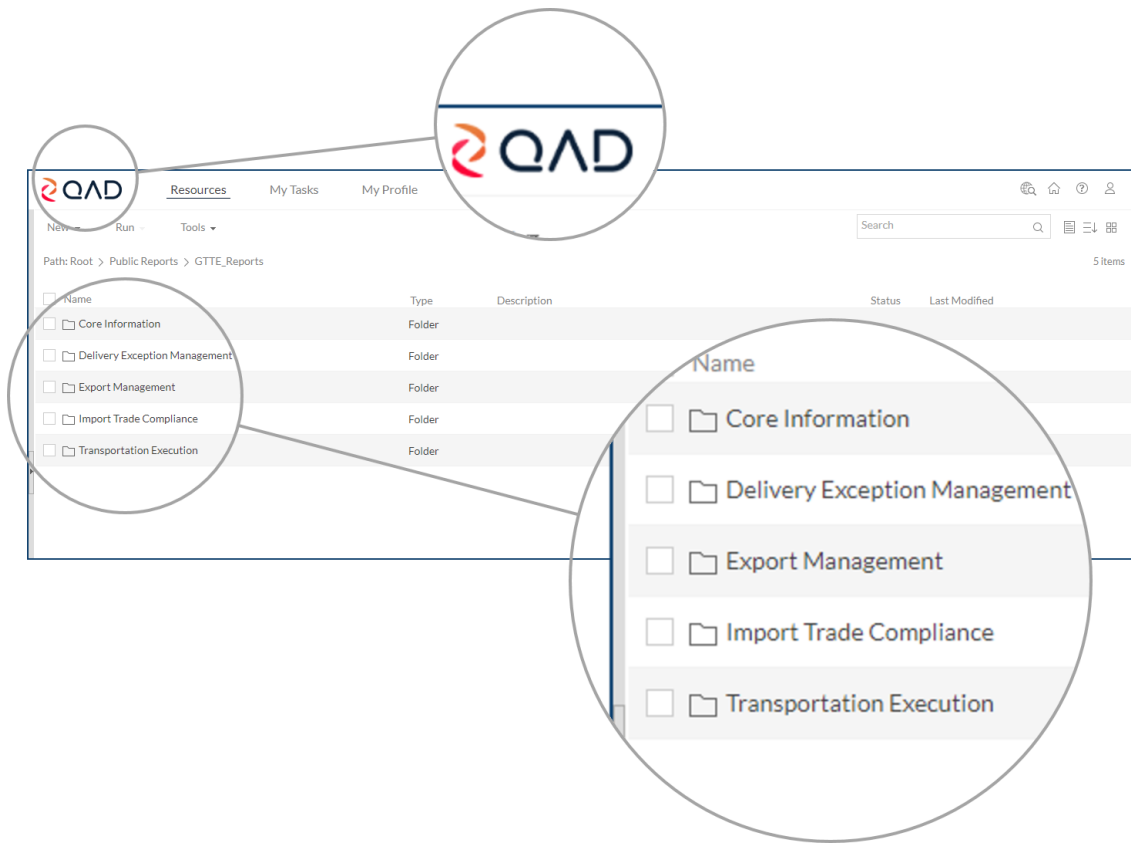 QAD
QAD Resources My Tasks My Profile
New Run Tools Search
Path: Root > Public Reports > GTTE_Reports 5 items
Name Type Description Status Last Modified
Core Information Folder
Delivery Exception Management Folder
Export Management Folder
Import Trade Compliance Folder
Transportation Execution Folder
Name
Core Information
Delivery Exception Management
Export Management
Import Trade Compliance
Transportation Execution